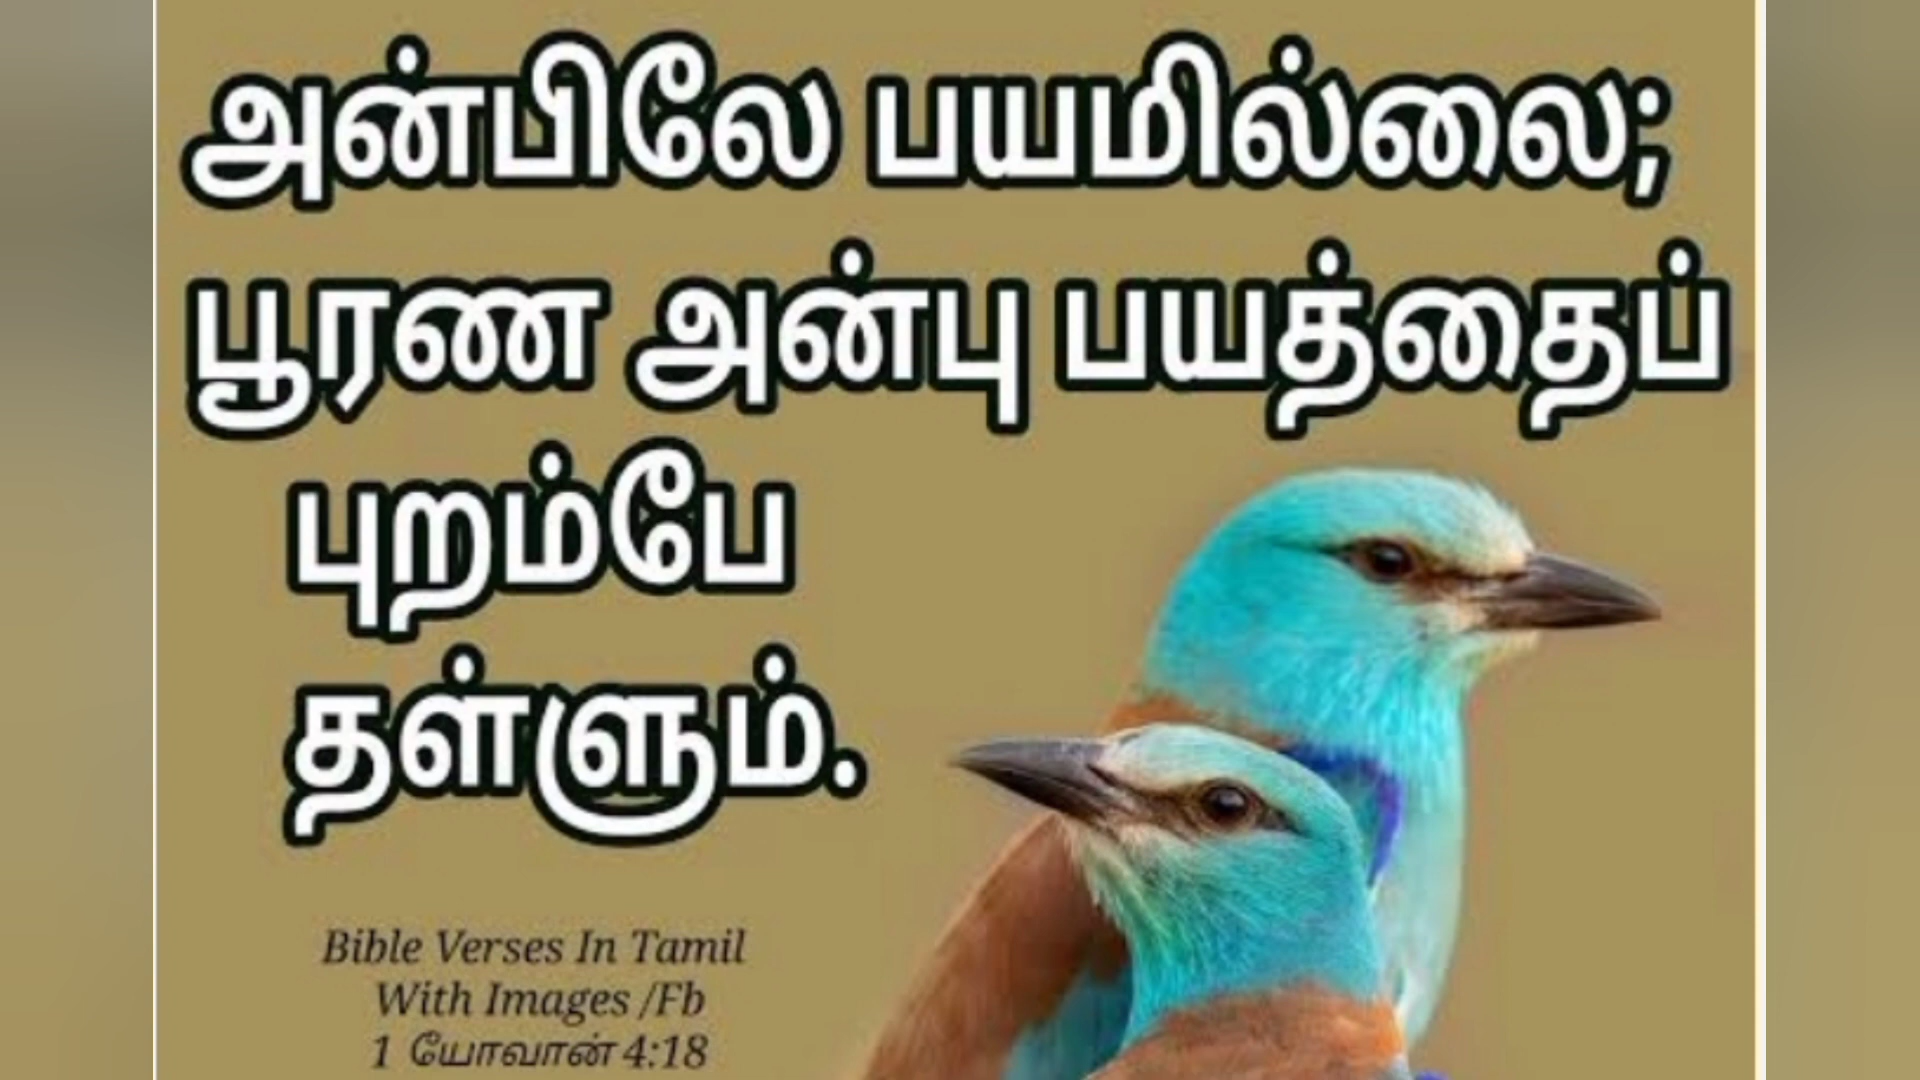 அன்பிலே பயமில்லை;
பூரண அன்பு பயத்தைப்
புறம்பே
தள்ளும்.
Bible Verses In Tamil
With Images /Fb
1 யோவான் 4:18